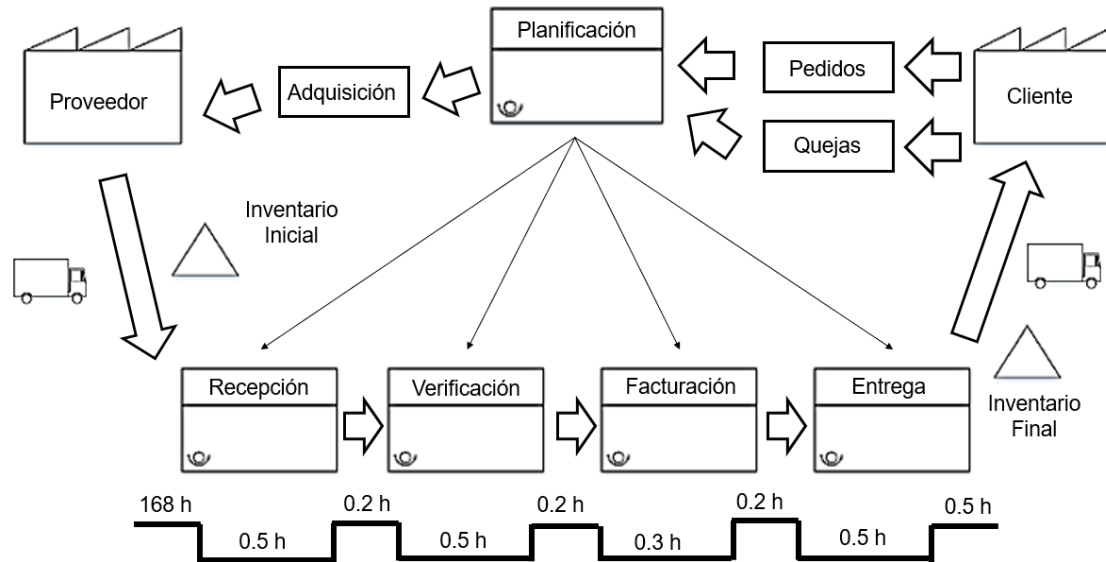 Planificación
Proveedor
Adquisición
Pedidos
Quejas
Cliente
Inventario
Inicial
Recepción
Verificación
Facturación
Entrega
Inventario
Final
168 h
0.5 h
0.2 h
0.5 h
0.2 h
0.3 h
0.2 h
0.5 h
0.5 h